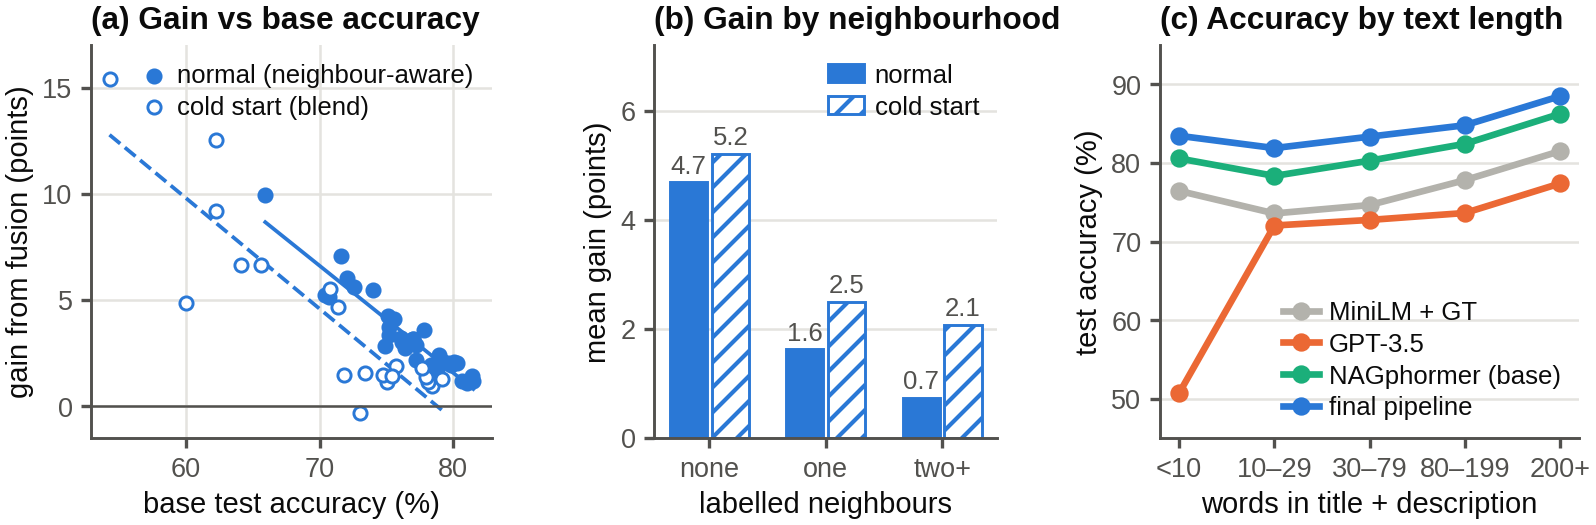 (a) Gain vs base accuracy
gain from fusion (points)
15
10
5
0
normal (neighbour-aware)
cold start (blend)
60 70 80
base test accuracy (%)
(b) Gain by neighbourhood
mean gain (points)
6
4
2
0
normal
cold start
4.7 5.2
1.6 2.5
0.7 2.1
none one two+
labelled neighbours
(c) Accuracy by text length
test accuracy (%)
90
80
70
60
50
MiniLM + GT
GPT-3.5
NAGphormer (base)
final pipeline
<10 10–29 30–79 80–199 200+
words in title + description